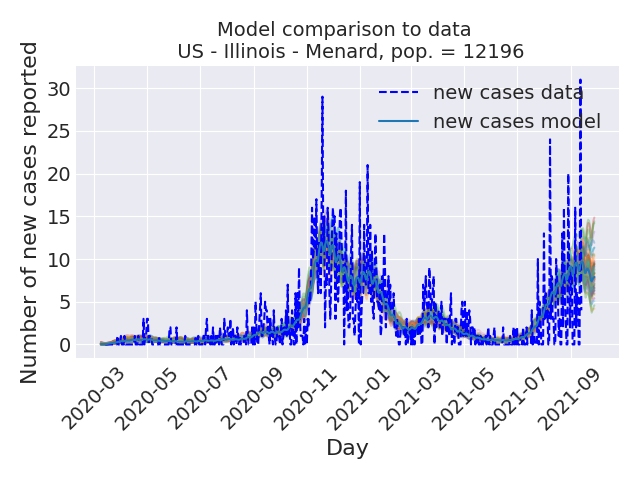 Model comparison to data
US - Illinois - Menard, pop. = 12196
Number of new cases reported
30
25
20
15
10
5
0
new cases data
new cases model
2020-03
2020-05
2020-07
2020-09
2020-11
2021-01
2021-03
2021-05
2021-07
2021-09
Day